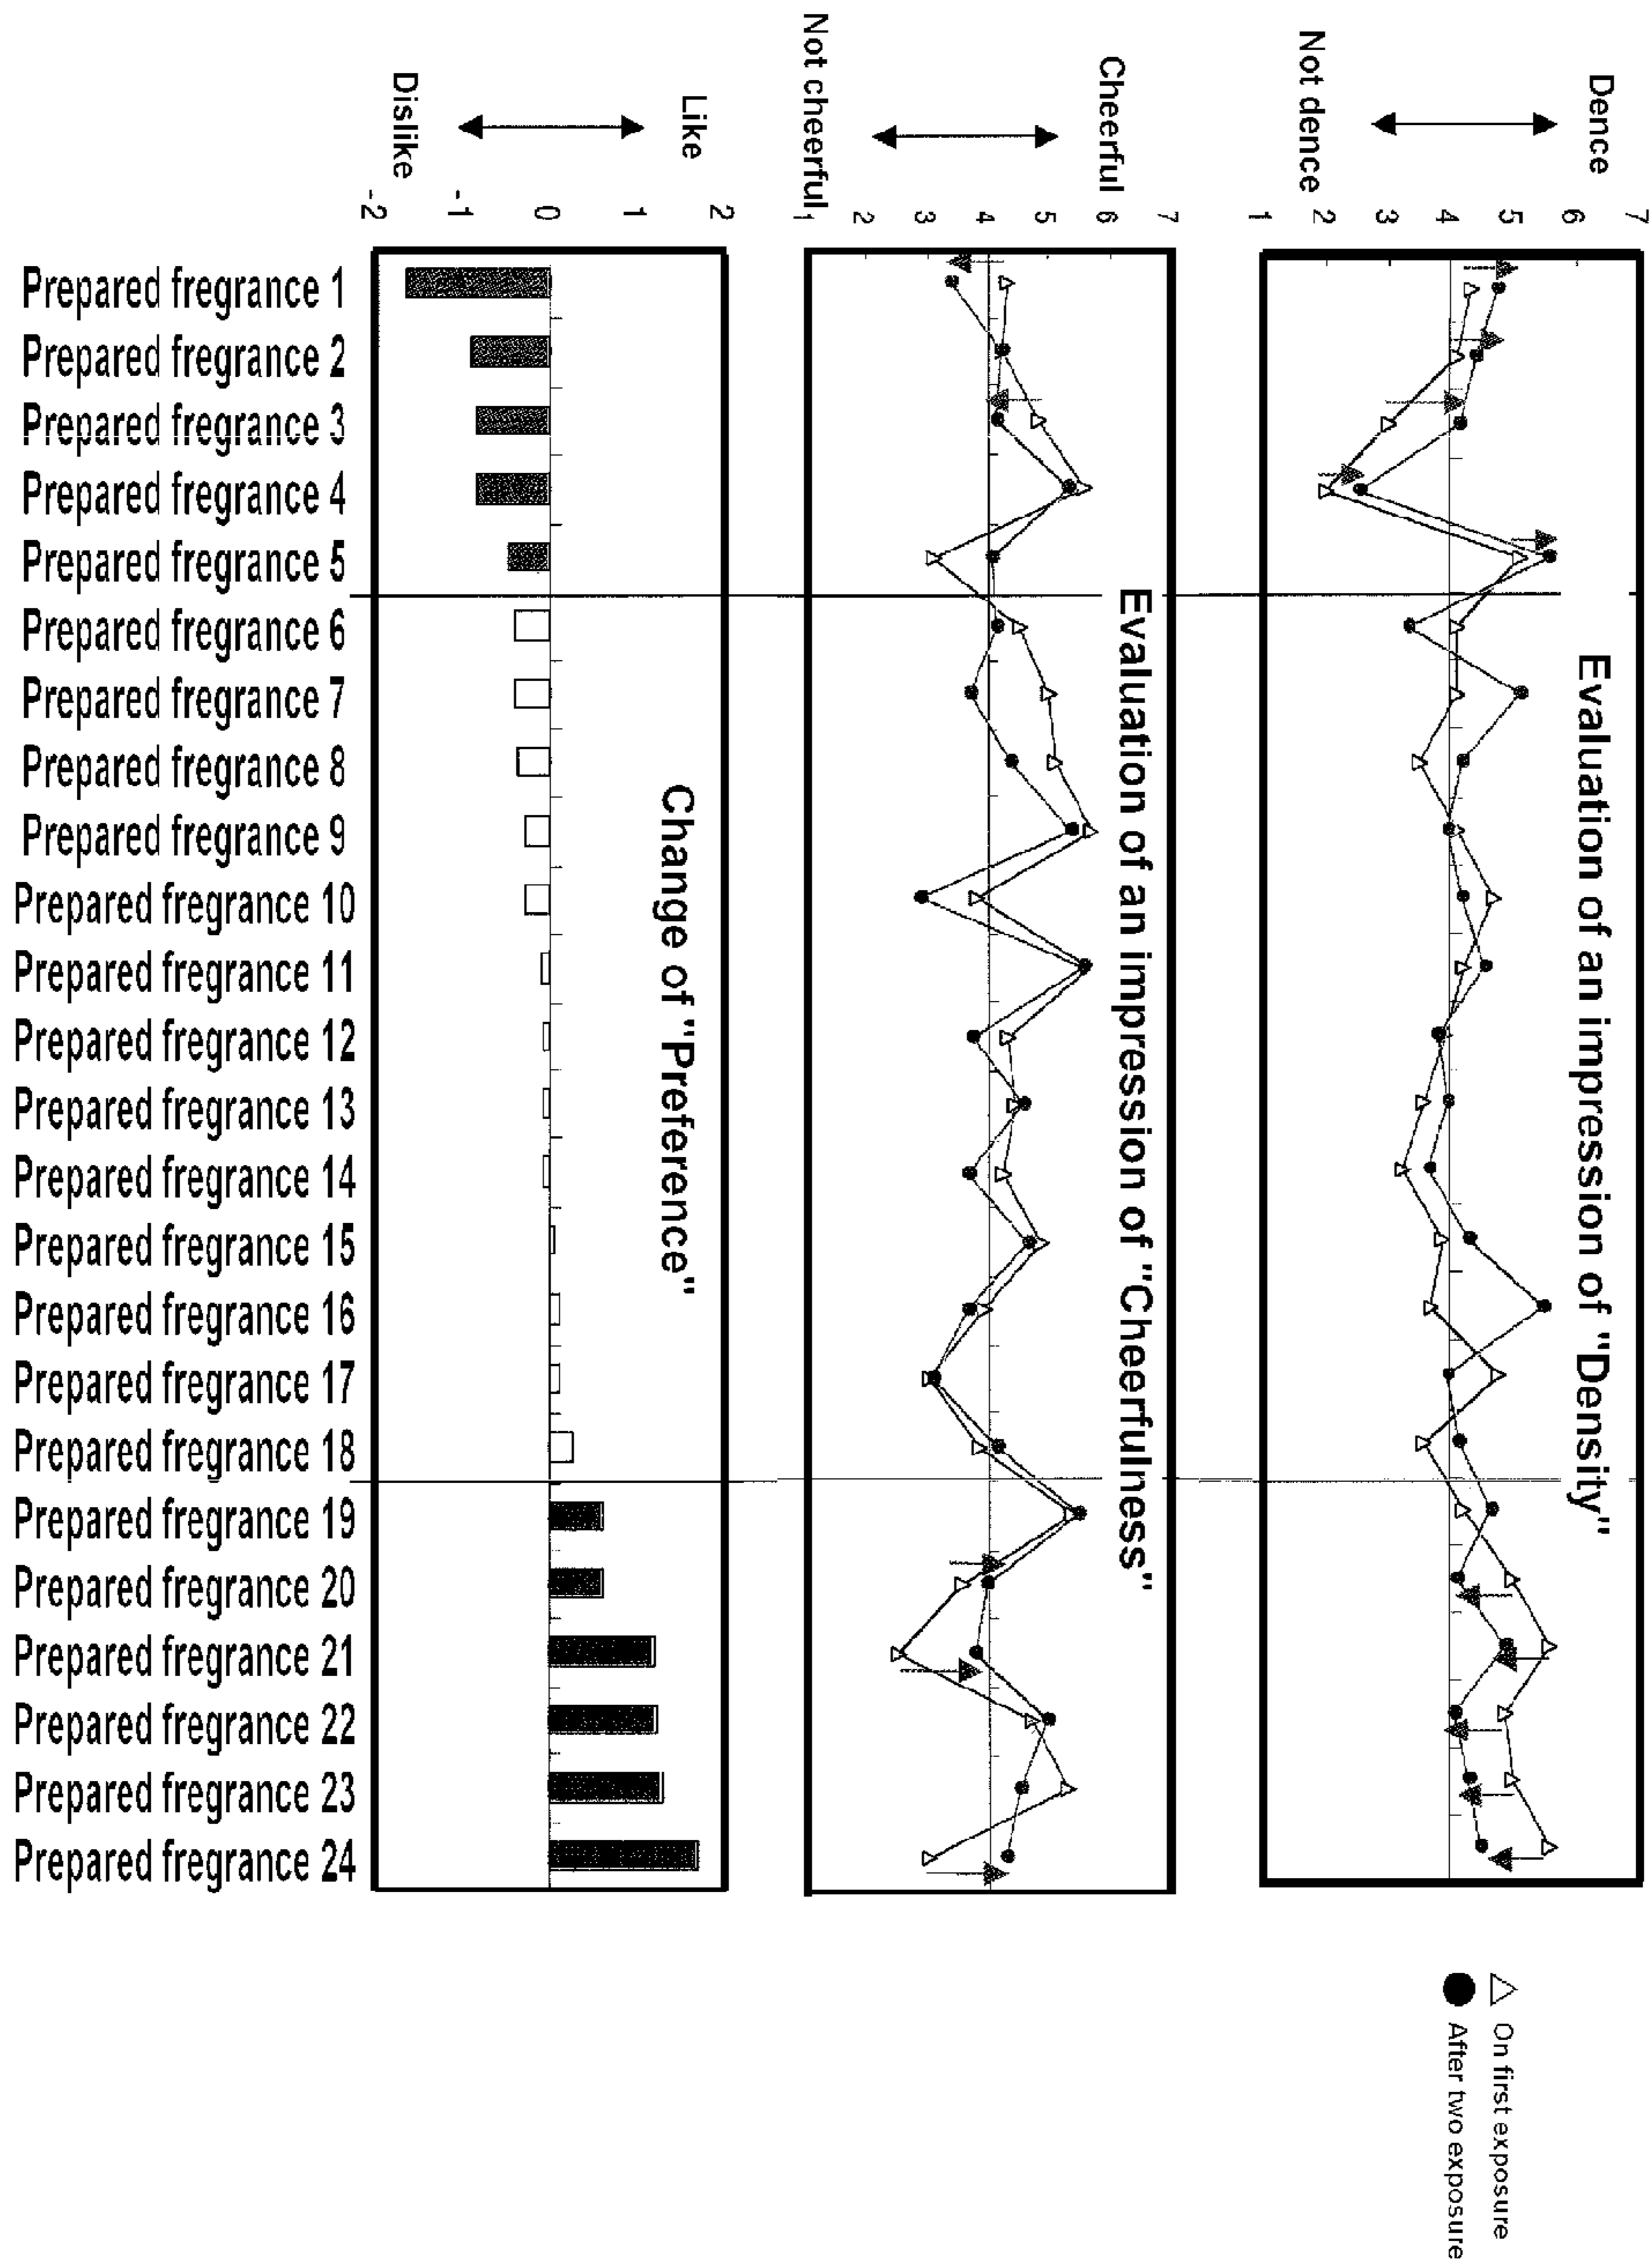 Dence
Not dence
1 2 3 4 5 6 7
Evaluation of an impression of "Density"
Cheerful
Not cheerful
1 2 3 4 5 6 7
Evaluation of an impression of "Cheerfulness"
Like
Dislike
-2 -1 0 1 2
Change of "Preference"
Prepared fregrance 1
Prepared fregrance 2
Prepared fregrance 3
Prepared fregrance 4
Prepared fregrance 5
Prepared fregrance 6
Prepared fregrance 7
Prepared fregrance 8
Prepared fregrance 9
Prepared fregrance 10
Prepared fregrance 11
Prepared fregrance 12
Prepared fregrance 13
Prepared fregrance 14
Prepared fregrance 15
Prepared fregrance 16
Prepared fregrance 17
Prepared fregrance 18
Prepared fregrance 19
Prepared fregrance 20
Prepared fregrance 21
Prepared fregrance 22
Prepared fregrance 23
Prepared fregrance 24
On first exposure
After two exposure